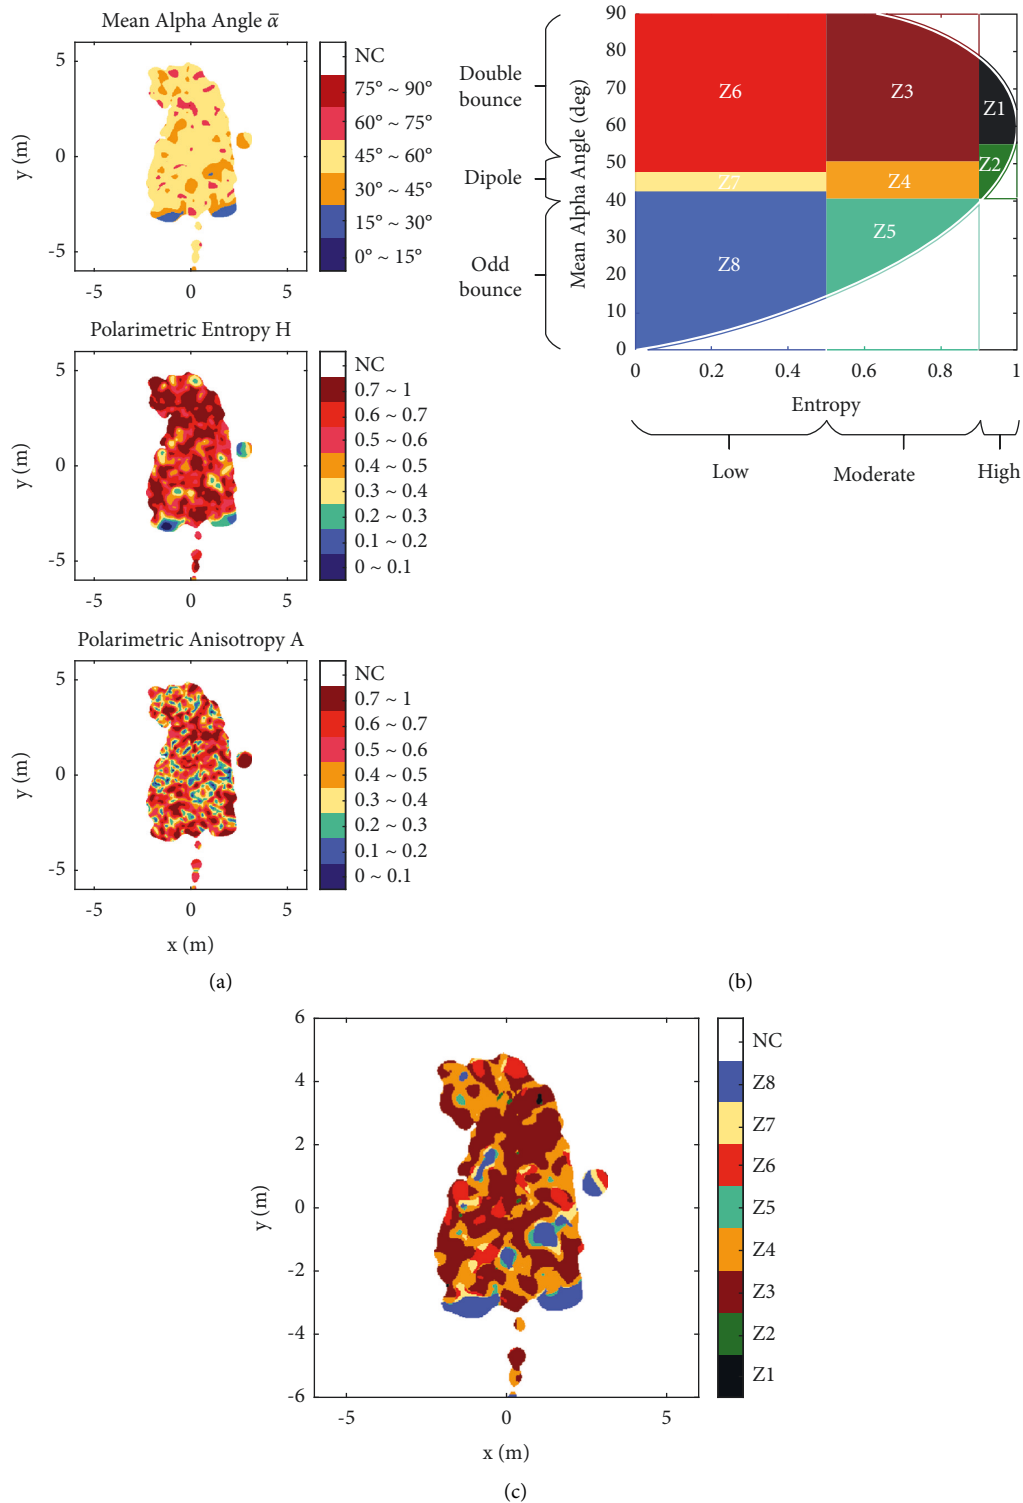 Mean Alpha Angle ᾱ
5
0
-5
y (m)
-5
0
5
NC
75° ~ 90°
60° ~ 75°
45° ~ 60°
30° ~ 45°
15° ~ 30°
0° ~ 15°
Polarimetric Entropy H
5
0
-5
y (m)
-5
0
5
NC
0.7 ~ 1
0.6 ~ 0.7
0.5 ~ 0.6
0.4 ~ 0.5
0.3 ~ 0.4
0.2 ~ 0.3
0.1 ~ 0.2
0 ~ 0.1
Polarimetric Anisotropy A
5
0
-5
y (m)
-5
0
5
x (m)
NC
0.7 ~ 1
0.6 ~ 0.7
0.5 ~ 0.6
0.4 ~ 0.5
0.3 ~ 0.4
0.2 ~ 0.3
0.1 ~ 0.2
0 ~ 0.1
(a)
Double
bounce
Dipole
Odd
bounce
Mean Alpha Angle (deg)
90
80
70
60
50
40
30
20
10
0
Z6
Z3
Z1
Z2
Z7
Z4
Z5
Z8
0
0.2
0.4
0.6
0.8
1
Entropy
Low
Moderate
High
(b)
6
4
2
0
-2
-4
-6
y (m)
-5
0
5
x (m)
NC
Z8
Z7
Z6
Z5
Z4
Z3
Z2
Z1
(c)